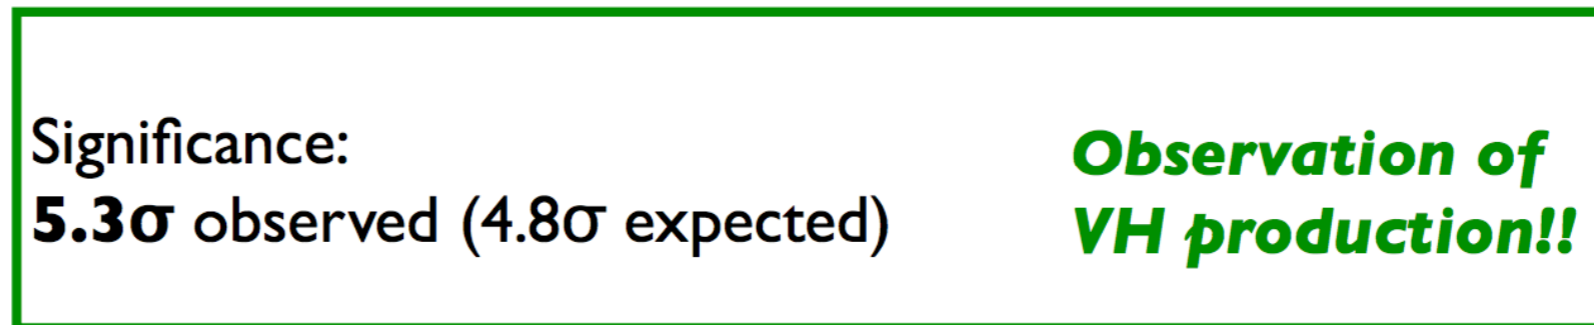 Significance:
5.3σ observed (4.8σ expected)
Observation of
VH production!!